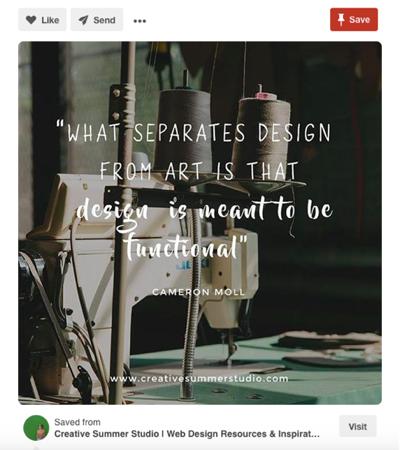 Like Send Save
"WHAT SEPARATES DESIGN
FROM ART IS THAT
design is meant to be
functional"
CAMERON MOLL
www.creativesummerstudio.com
Saved from
Creative Summer Studio | Web Design Resources & Inspirat...
Visit